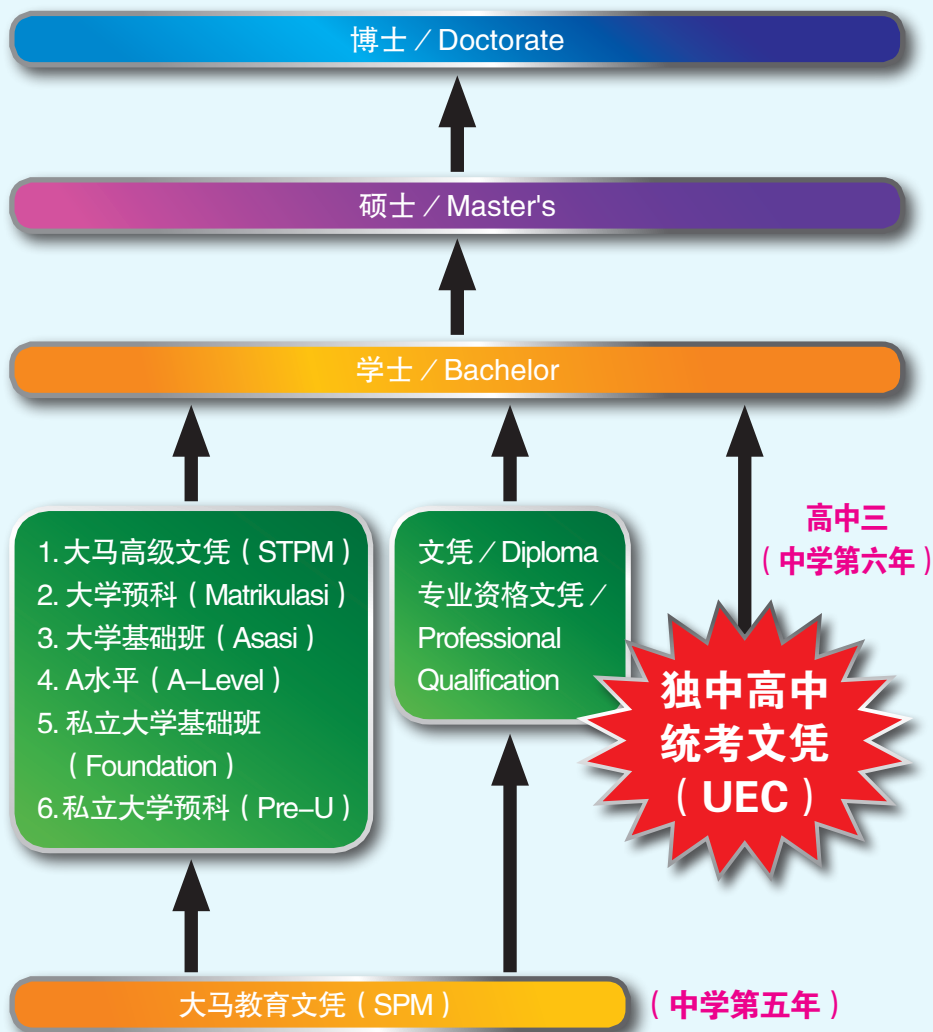 博士／Doctorate
硕士／Master's
学士／Bachelor
1.大马高级文凭（STPM）
2. 大学预科（Matrikulasi）
3. 大学基础班（Asasi）
4. A水平（A–Level）
5. 私立大学基础班
（Foundation）
6.私立大学预科（Pre–U）
文凭／Diploma
专业资格文凭／
Professional
Qualification
高中三
（中学第六年）
独中高中
统考文凭
（UEC）
大马教育文凭（SPM）
（中学第五年）